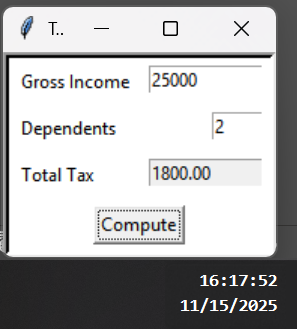 T..
Gross Income 25000
Dependents 2
Total Tax 1800.00
Compute
16:17:52
11/15/2025